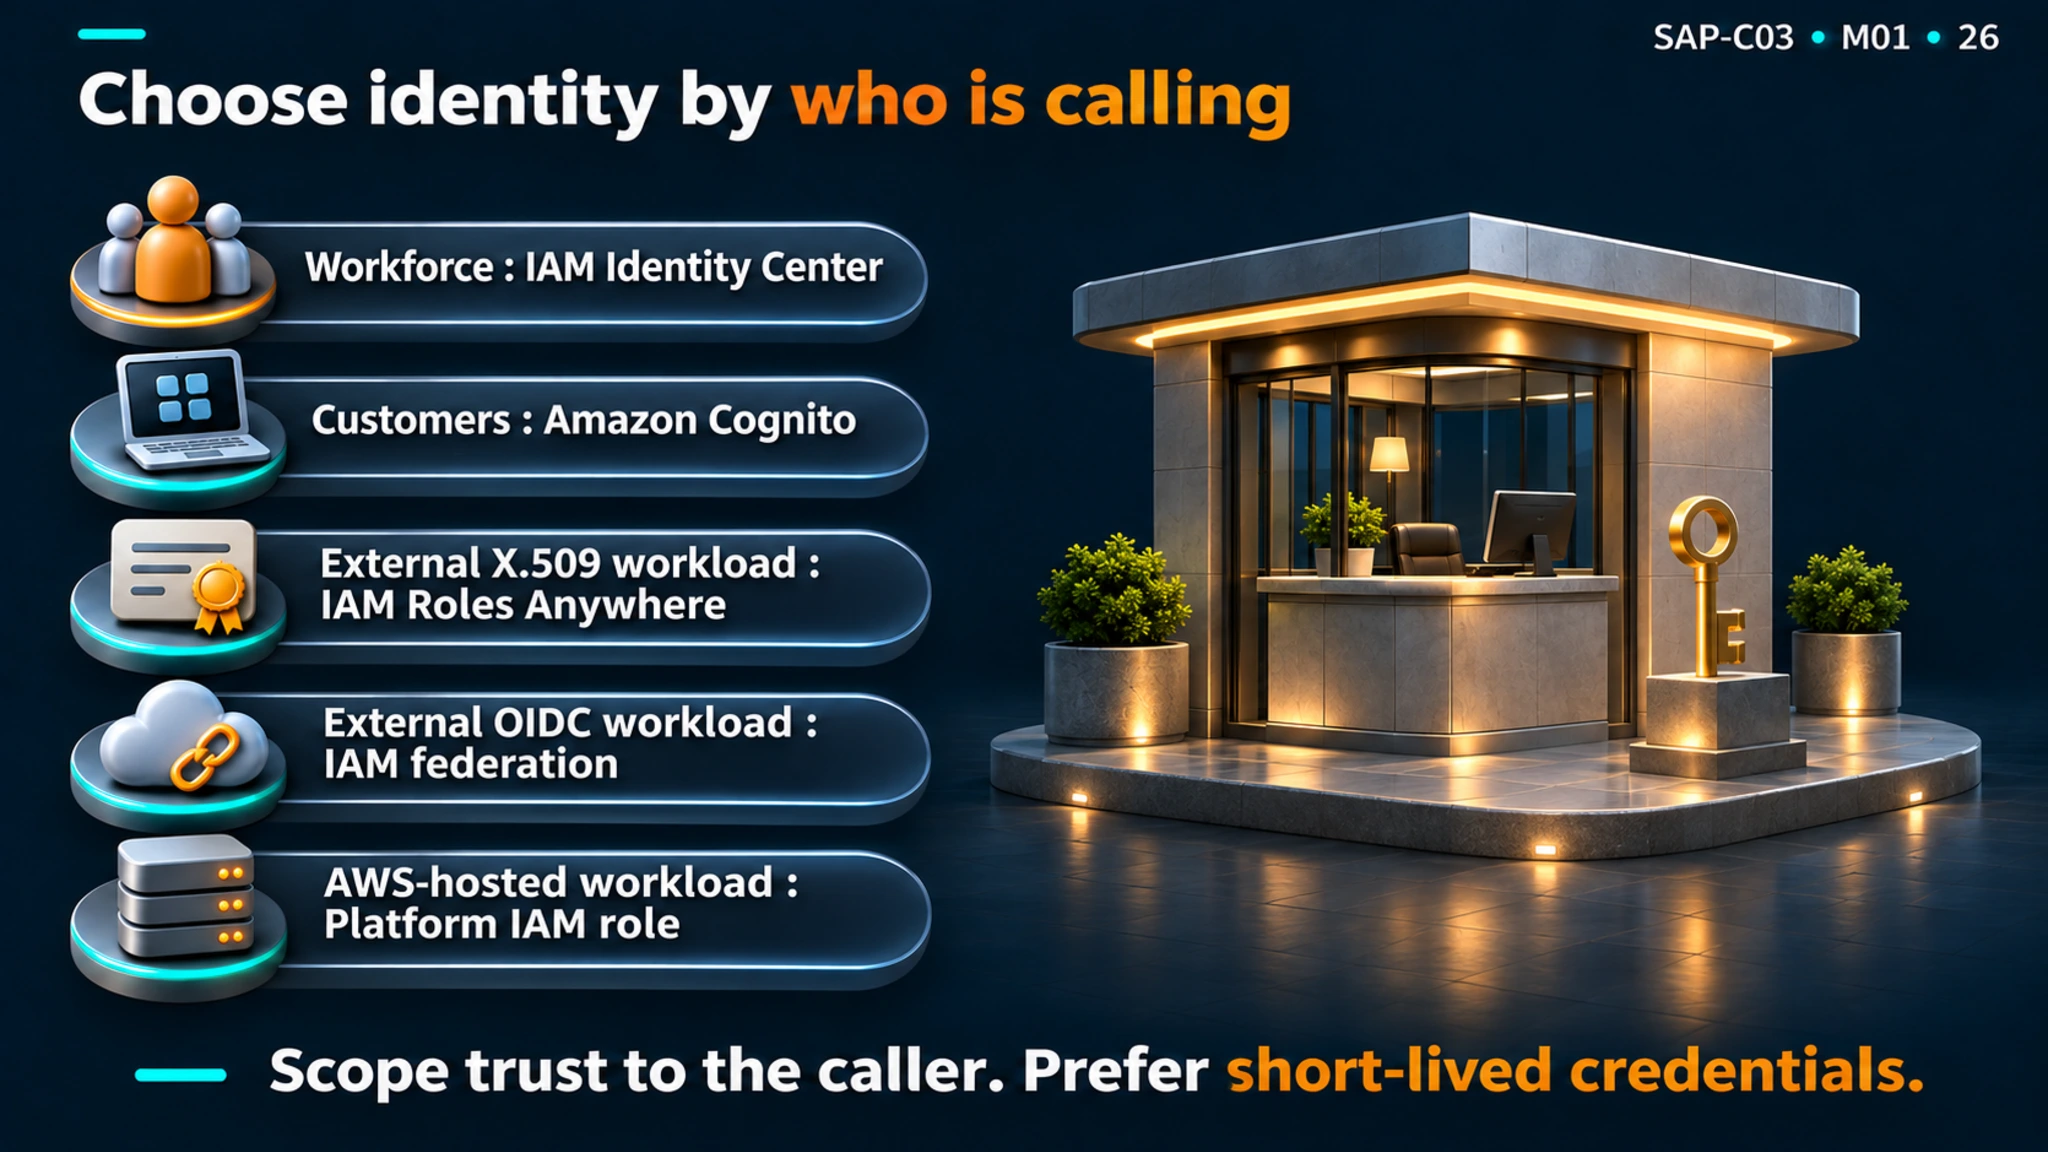 SAP-C03 • M01 • 26
Choose identity by who is calling
Workforce : IAM Identity Center
Customers : Amazon Cognito
External X.509 workload :
IAM Roles Anywhere
External OIDC workload :
IAM federation
AWS-hosted workload :
Platform IAM role
Scope trust to the caller. Prefer short-lived credentials.